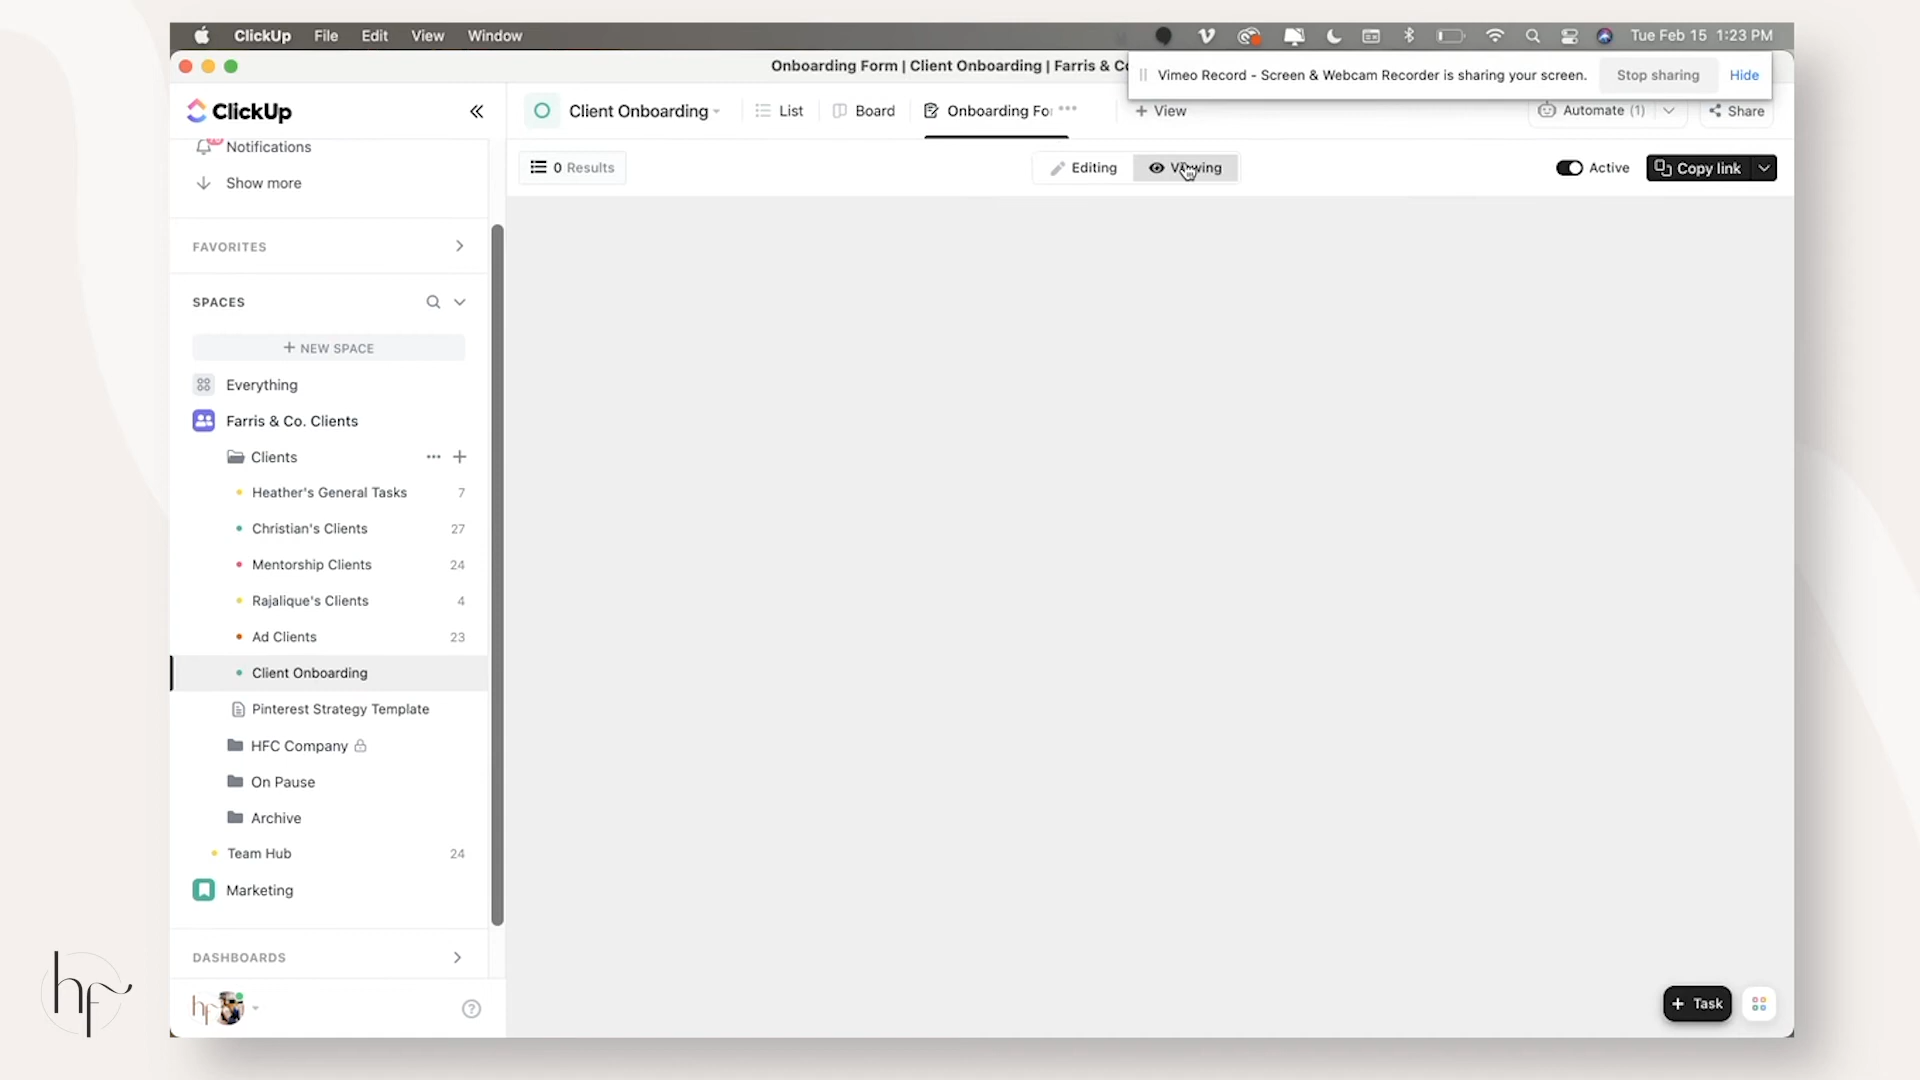 ClickUp File Edit View Window
Tue Feb 15 1:23 PM
Onboarding Form | Client Onboarding | Farris & Co
Vimeo Record - Screen & Webcam Recorder is sharing your screen. Stop sharing Hide
ClickUp
Client Onboarding List Board Onboarding For + View Automate (1) Share
Notifications
0 Results Editing Viewing Active Copy link
Show more
FAVORITES
SPACES
+ NEW SPACE
Everything
Farris & Co. Clients
Clients
Heather's General Tasks 7
Christian's Clients 27
Mentorship Clients 24
Rajalique's Clients 4
Ad Clients 23
Client Onboarding
Pinterest Strategy Template
HFC Company
On Pause
Archive
Team Hub 24
Marketing
DASHBOARDS
hf
hf
+ Task